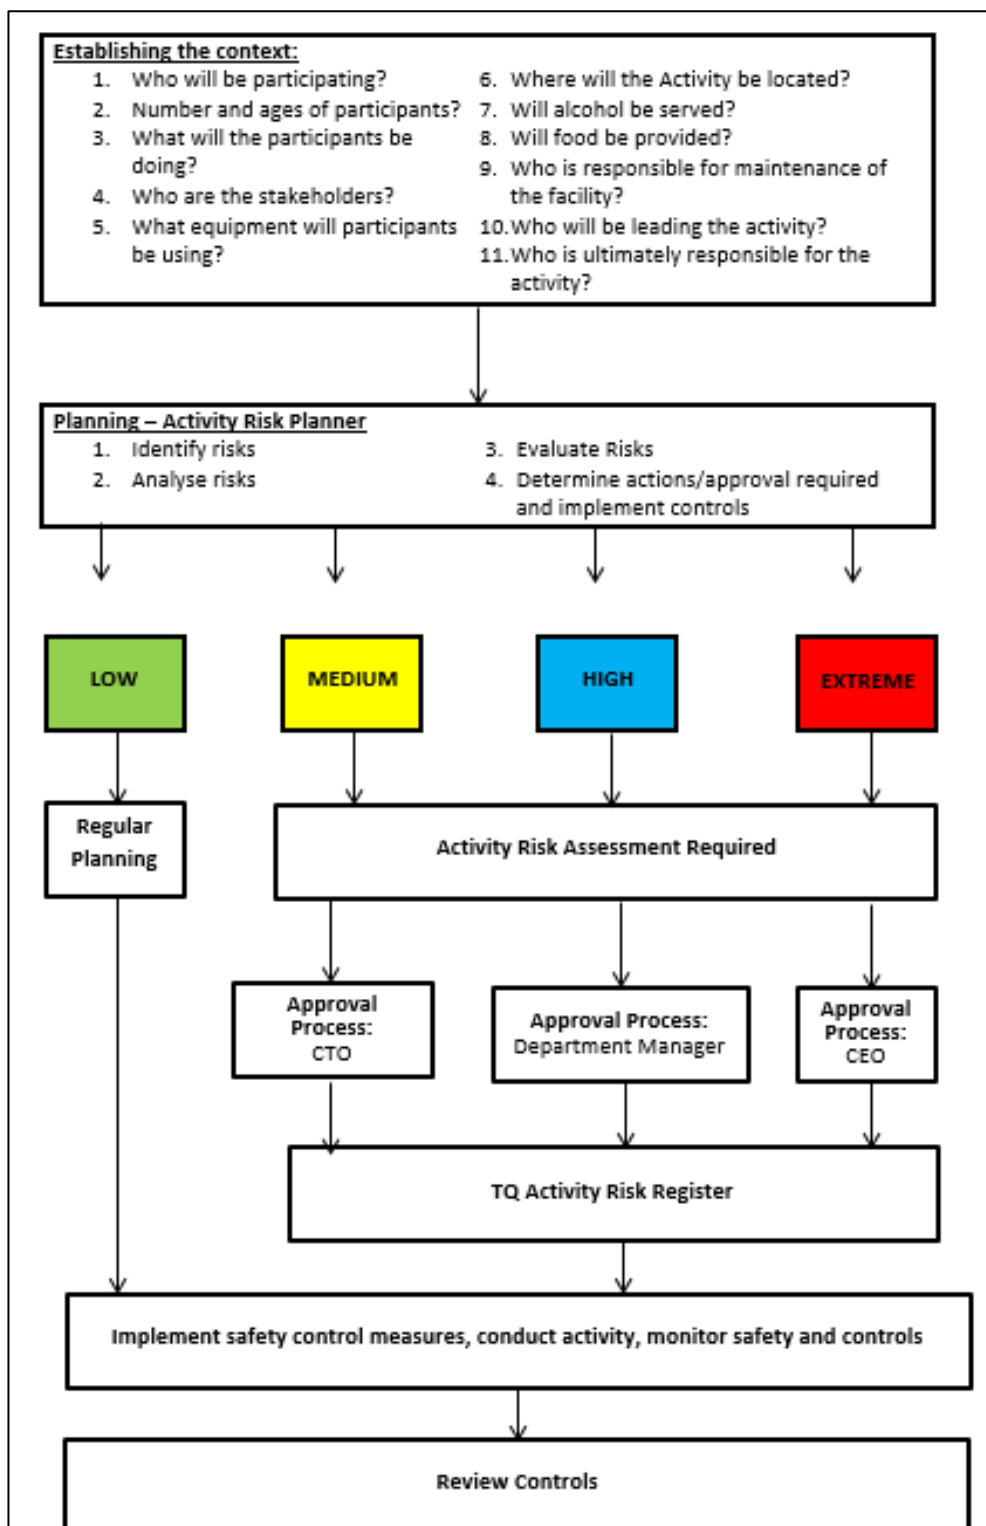 Establishing the context:
1. Who will be participating?
2. Number and ages of participants?
3. What will the participants be
doing?
4. Who are the stakeholders?
5. What equipment will participants
be using?
6. Where will the Activity be located?
7. Will alcohol be served?
8. Will food be provided?
9. Who is responsible for maintenance of
the facility?
10. Who will be leading the activity?
11. Who is ultimately responsible for the
activity?
Planning – Activity Risk Planner
1. Identify risks
2. Analyse risks
3. Evaluate Risks
4. Determine actions/approval required
and implement controls
LOW
MEDIUM
HIGH
EXTREME
Regular
Planning
Activity Risk Assessment Required
Approval
Process:
CTO
Approval Process:
Department Manager
Approval
Process:
CEO
TQ Activity Risk Register
Implement safety control measures, conduct activity, monitor safety and controls
Review Controls